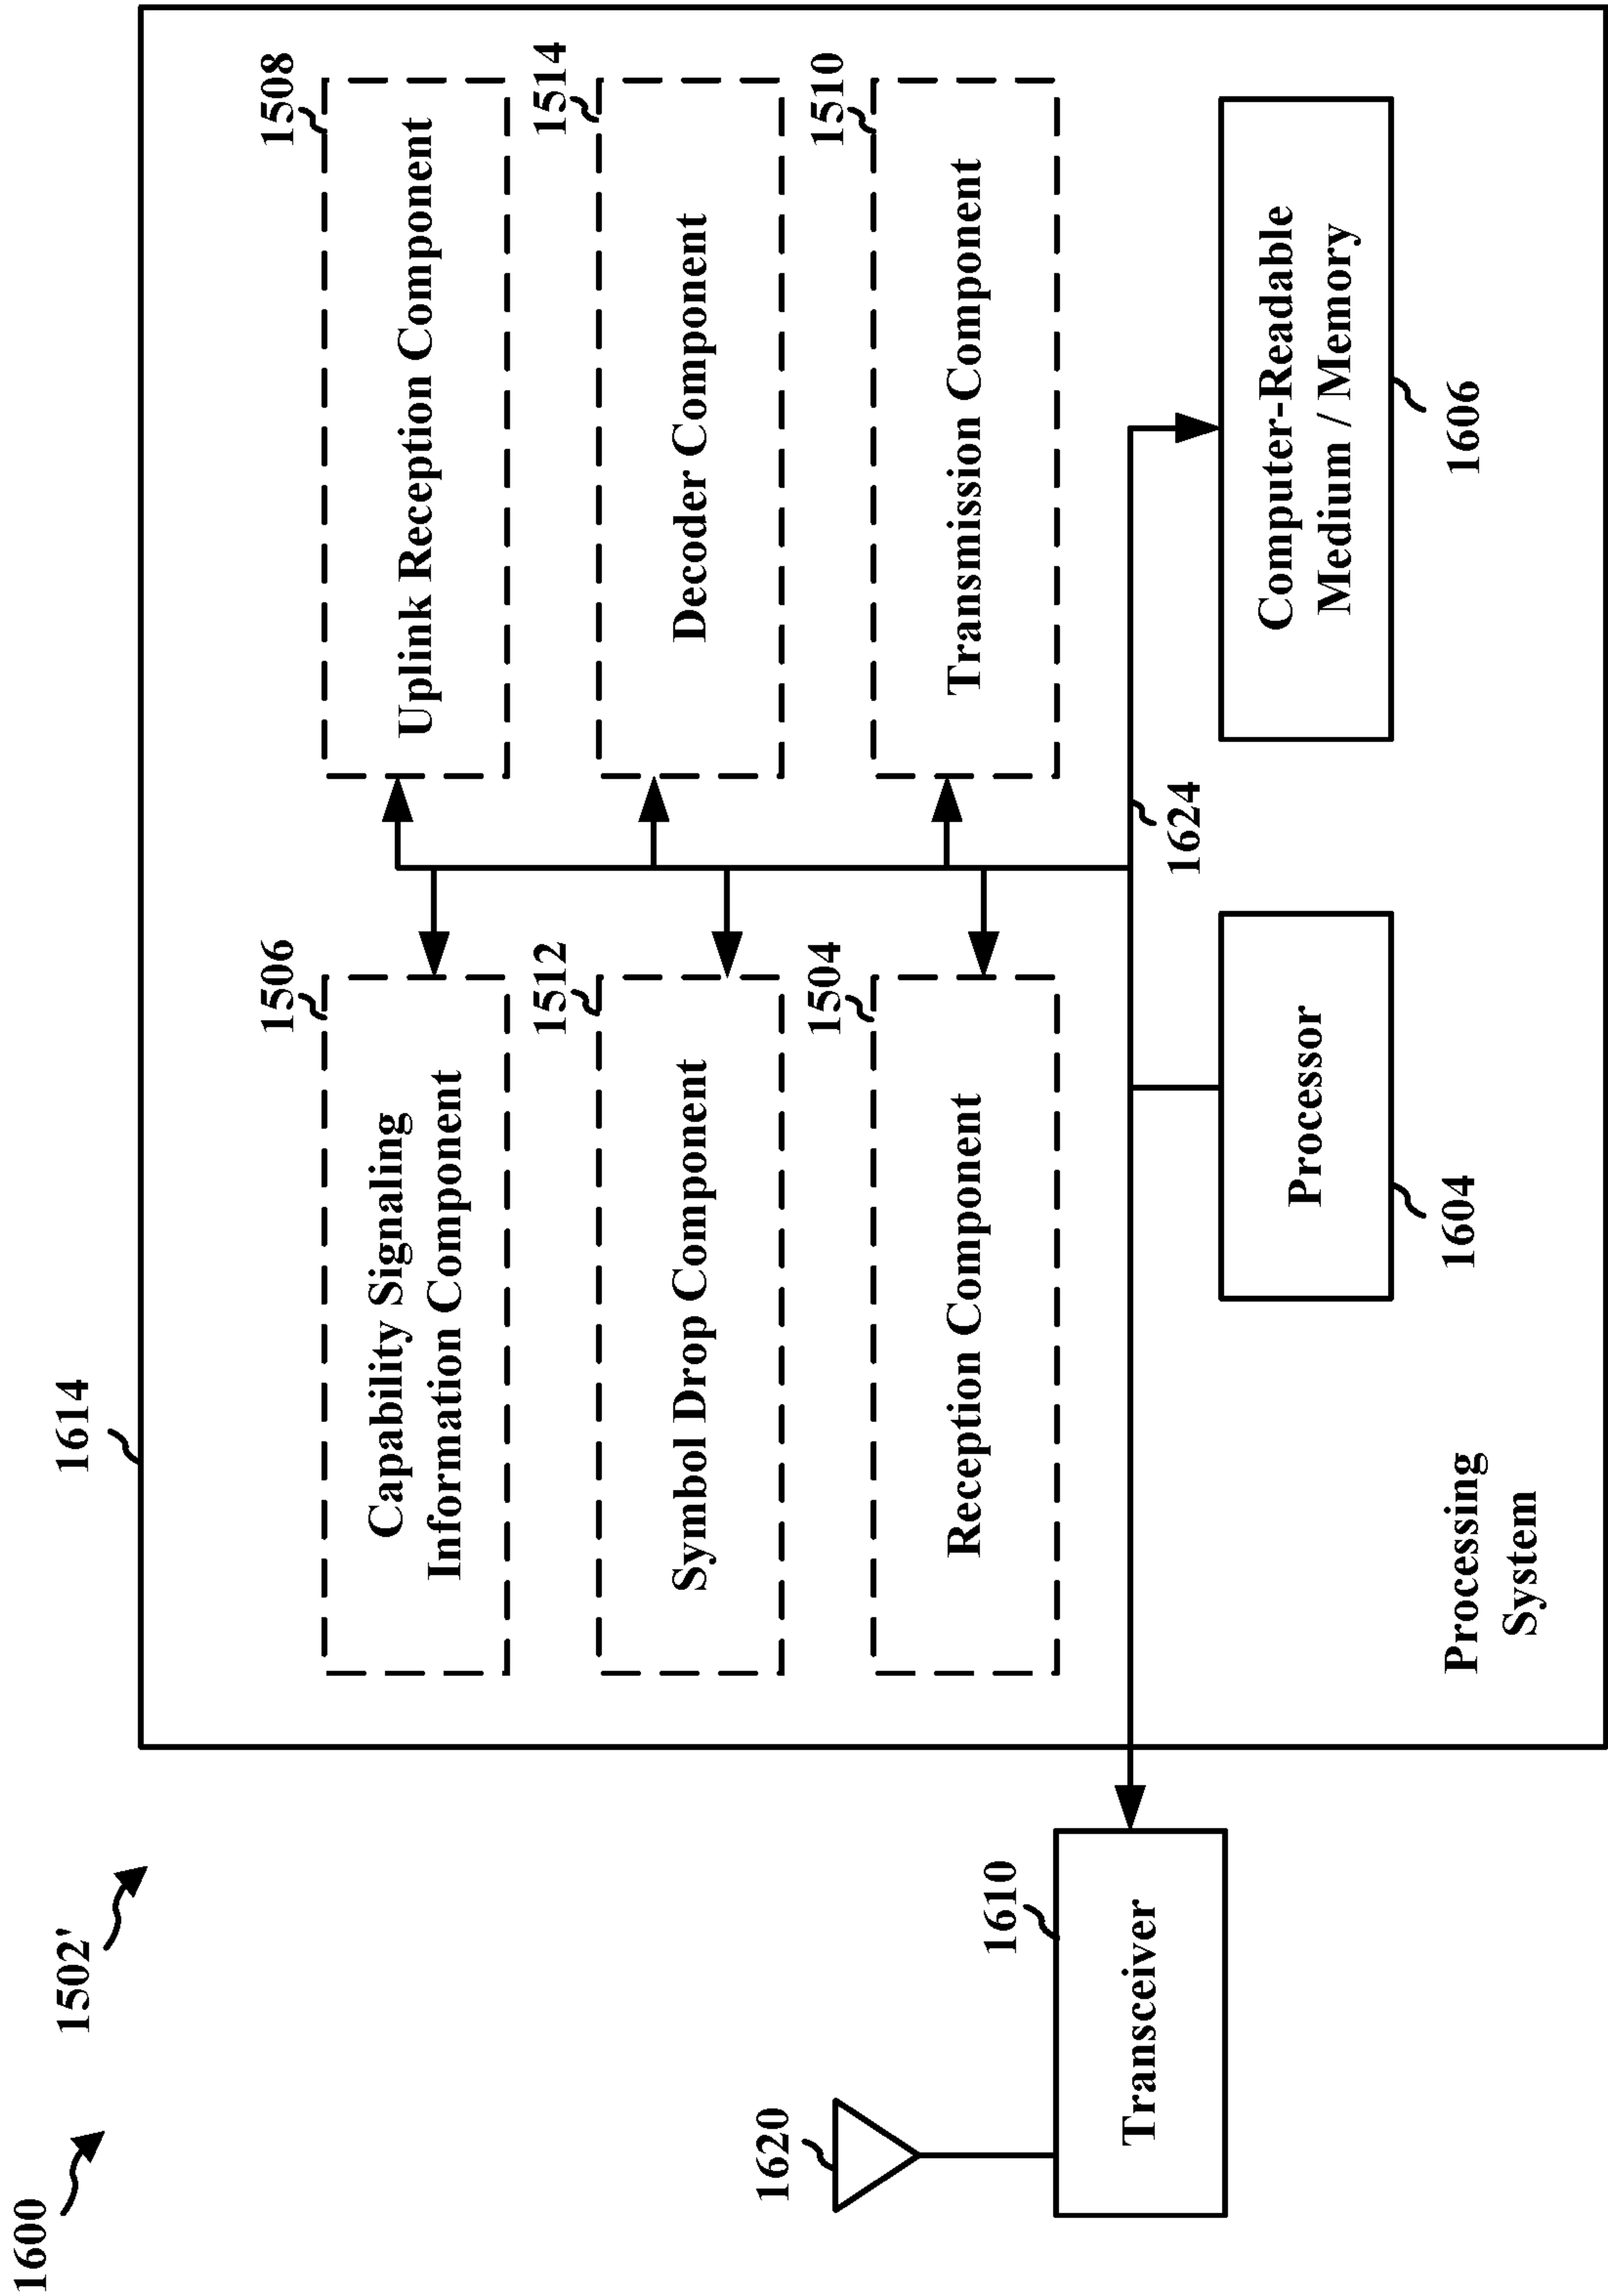 1600
1502'
1614
1506
Capability Signaling
Information Component
1508
Uplink Reception Component
1512
Symbol Drop Component
1514
Decoder Component
1504
Reception Component
1510
Transmission Component
1620
1610
Transceiver
1624
Processor
1604
Computer-Readable
Medium / Memory
1606
Processing
System